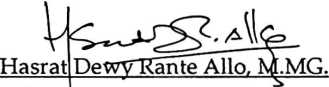 Hasrat Dewy Rante Allo, M.MG.